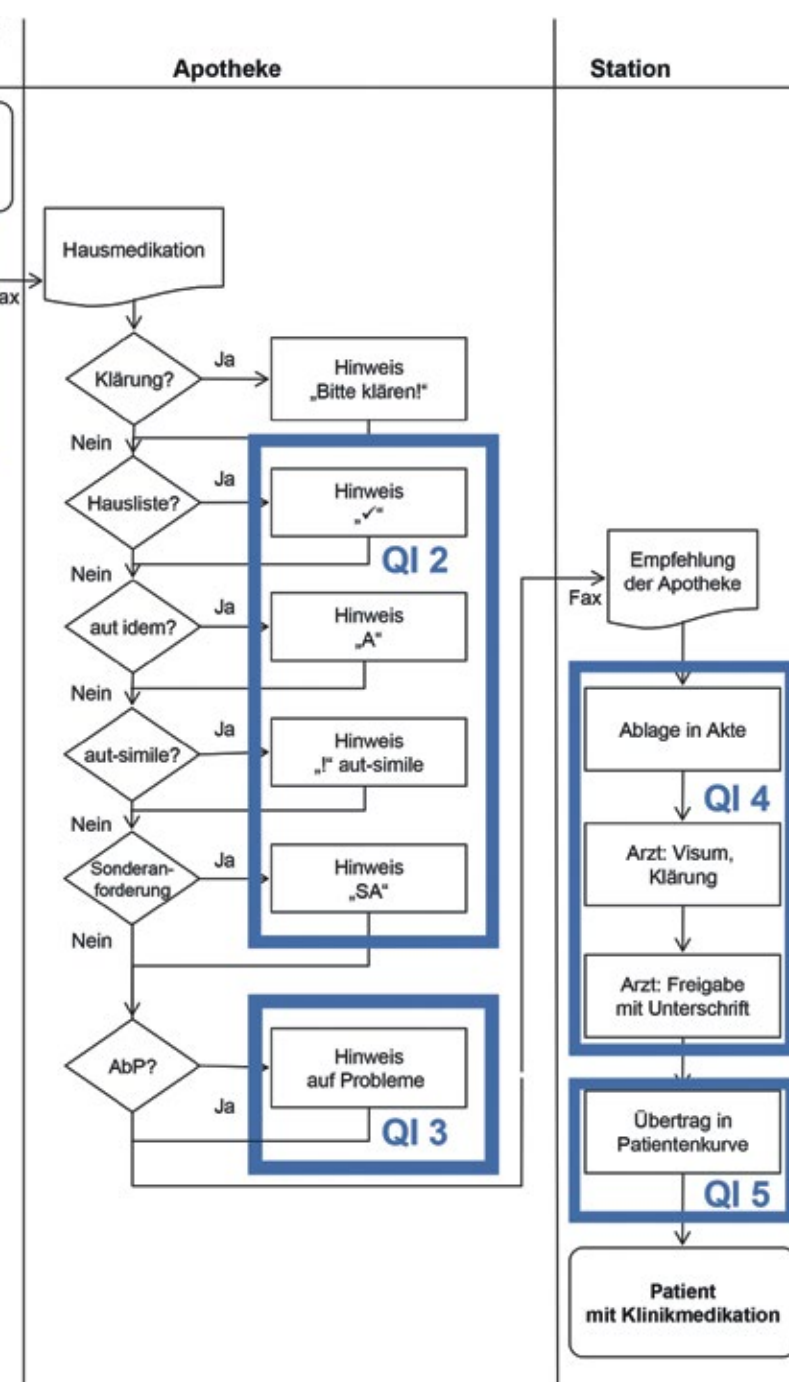 Apotheke
Station
Hausmedikation
Klärung?
Ja
Hinweis
„Bitte klären!“
Nein
Hausliste?
Ja
Hinweis
„✓“
QI 2
Nein
aut idem?
Ja
Hinweis
„A“
Nein
aut-simile?
Ja
Hinweis
„!“ aut-simile
Nein
Sonderan-
forderung
Ja
Hinweis
„SA“
Nein
AbP?
Ja
Hinweis
auf Probleme
QI 3
Fax
Empfehlung
der Apotheke
Ablage in Akte
QI 4
Arzt: Visum,
Klärung
Arzt: Freigabe
mit Unterschrift
Übertrag in
Patientenkurve
QI 5
Patient
mit Klinikmedikation